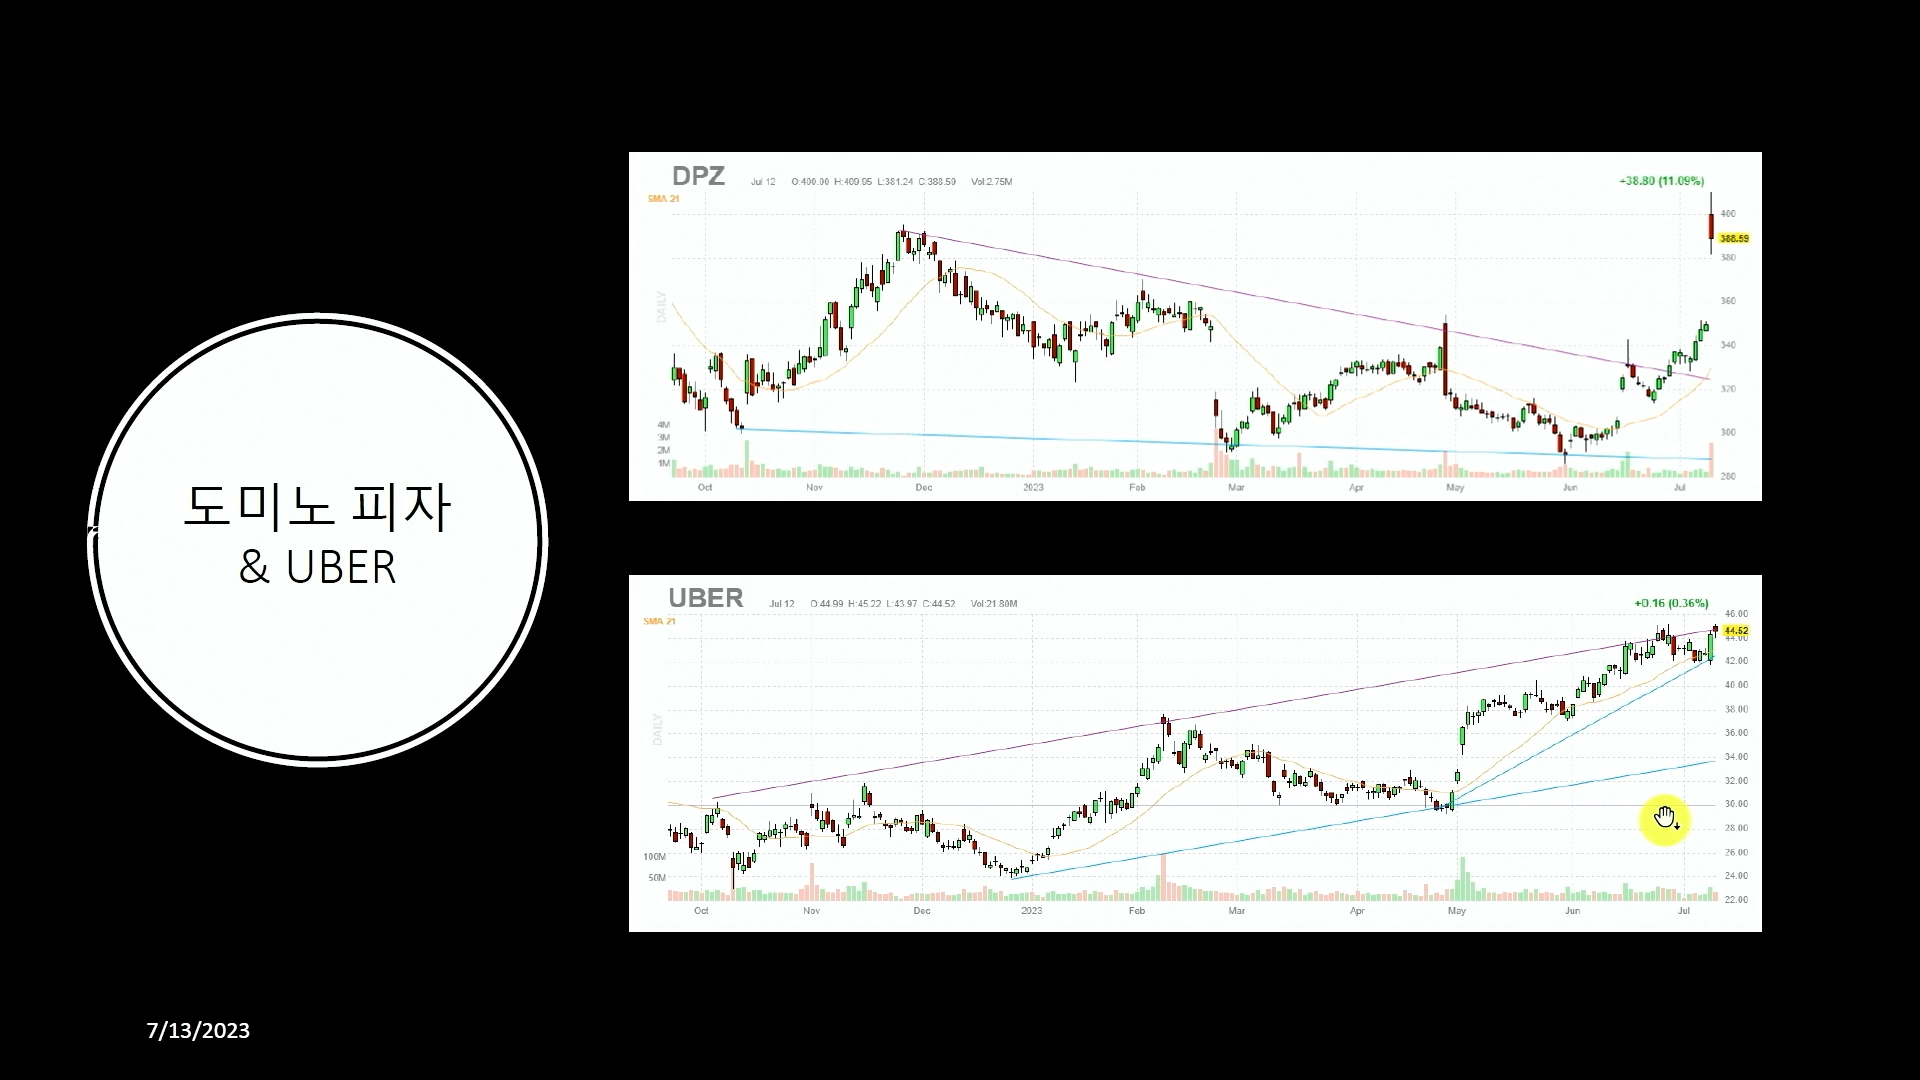 도미노 피자
& UBER
DPZ Jul 12 O:400.00 H:409.95 L:381.24 C:388.59 Vol:2.75M +38.80 (11.09%)
SMA 21
400
388.59
380
360
DAILY
340
320
4M
300
3M
2M
1M
280
Oct Nov Dec 2023 Feb Mar Apr May Jun Jul
UBER Jul 12 O:44.99 H:45.22 L:43.97 C:44.52 Vol:21.80M +0.16 (0.36%)
SMA 21
46.00
44.52
44.00
42.00
40.00
38.00
DAILY
36.00
34.00
32.00
30.00
28.00
100M
26.00
50M
24.00
22.00
Oct Nov Dec 2023 Feb Mar Apr May Jun Jul
7/13/2023